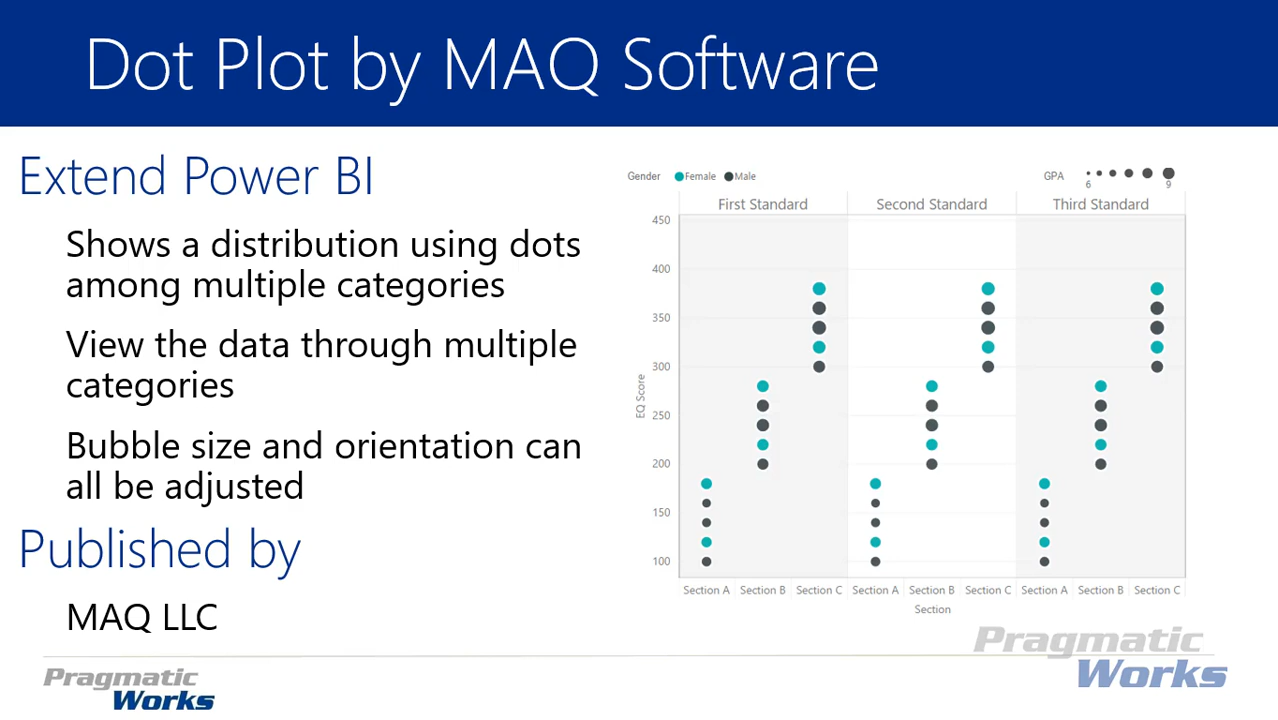 Dot Plot by MAQ Software
Extend Power BI
Shows a distribution using dots
among multiple categories
View the data through multiple
categories
Bubble size and orientation can
all be adjusted
Published by
MAQ LLC
Pragmatic
Works
Gender Female Male
GPA
6 9
First Standard Second Standard Third Standard
450
400
350
300
250
200
150
100
EQ Score
Section A Section B Section C Section A Section B Section C Section A Section B Section C
Section
Pragmatic
Works